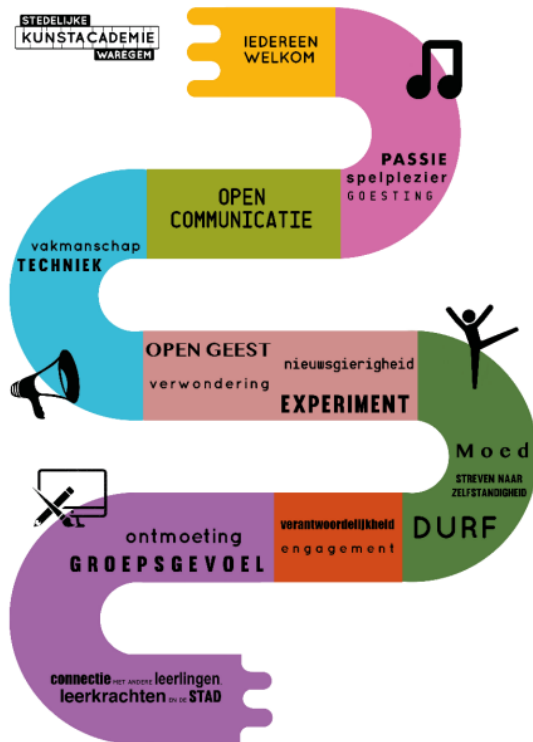 STEDELIJKE
KUNSTACADEMIE
WAREGEM
IEDEREEN
WELKOM
PASSIE
spelplezier
GOESTING
OPEN
COMMUNICATIE
vakmanschap
TECHNIEK
OPEN GEEST
nieuwsgierigheid
verwondering
EXPERIMENT
Moed
STREVEN NAAR
ZELFSTANDIGHEID
DURF
verantwoordelijkheid
engagement
ontmoeting
GROEPSGEVOEL
connectie MET ANDERE leerlingen,
leerkrachten EN DE STAD